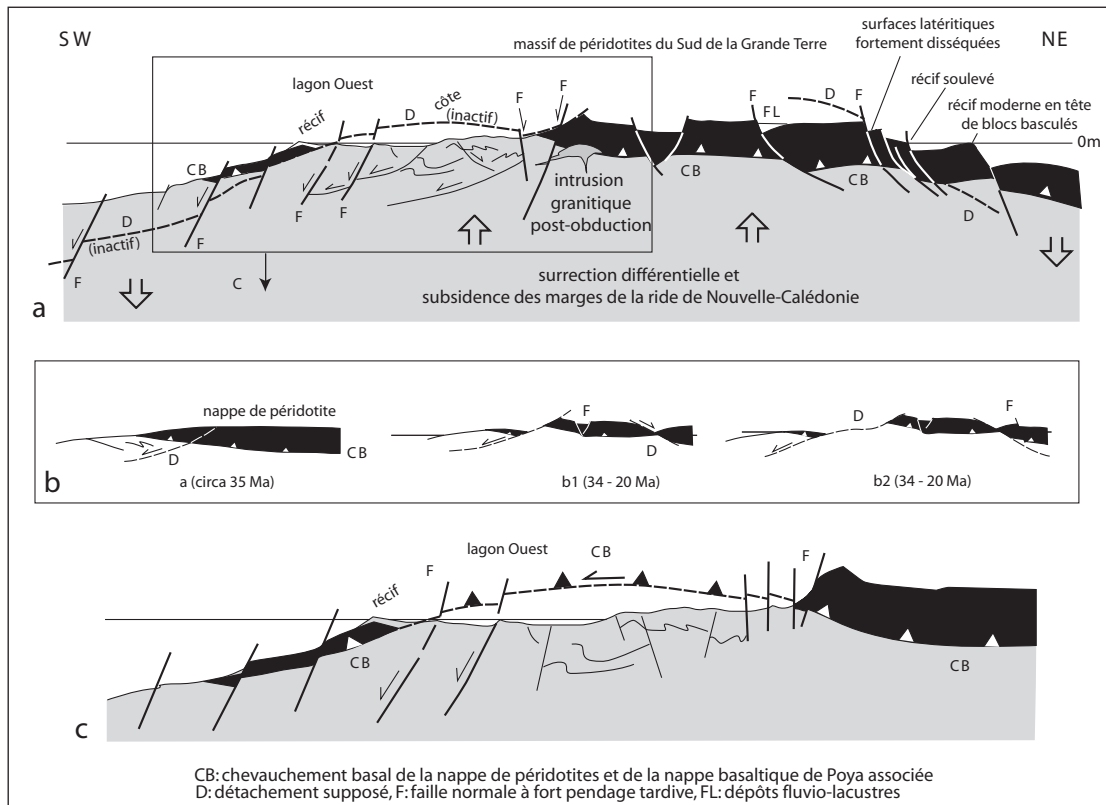 SW
NE
massif de péridotites du Sud de la Grande Terre
surfaces latéritiques
fortement disséquées
récif soulevé
récif moderne en tête
de blocs basculés
0m
lagon Ouest
récif
côte
D
(inactif)
F
F
F
FL
D
F
CB
D
(inactif)
F
F
F
F
C
intrusion
granitique
post-obduction
CB
CB
D
surrection différentielle et
subsidence des marges de la ride de Nouvelle-Calédonie
a
nappe de péridotite
CB
D
a (circa 35 Ma)
F
D
b1 (34 - 20 Ma)
D
F
b2 (34 - 20 Ma)
b
lagon Ouest
CB
F
F
récif
CB
CB
c
CB: chevauchement basal de la nappe de péridotites et de la nappe basaltique de Poya associée
D: détachement supposé, F: faille normale à fort pendage tardive, FL: dépôts fluvio-lacustres